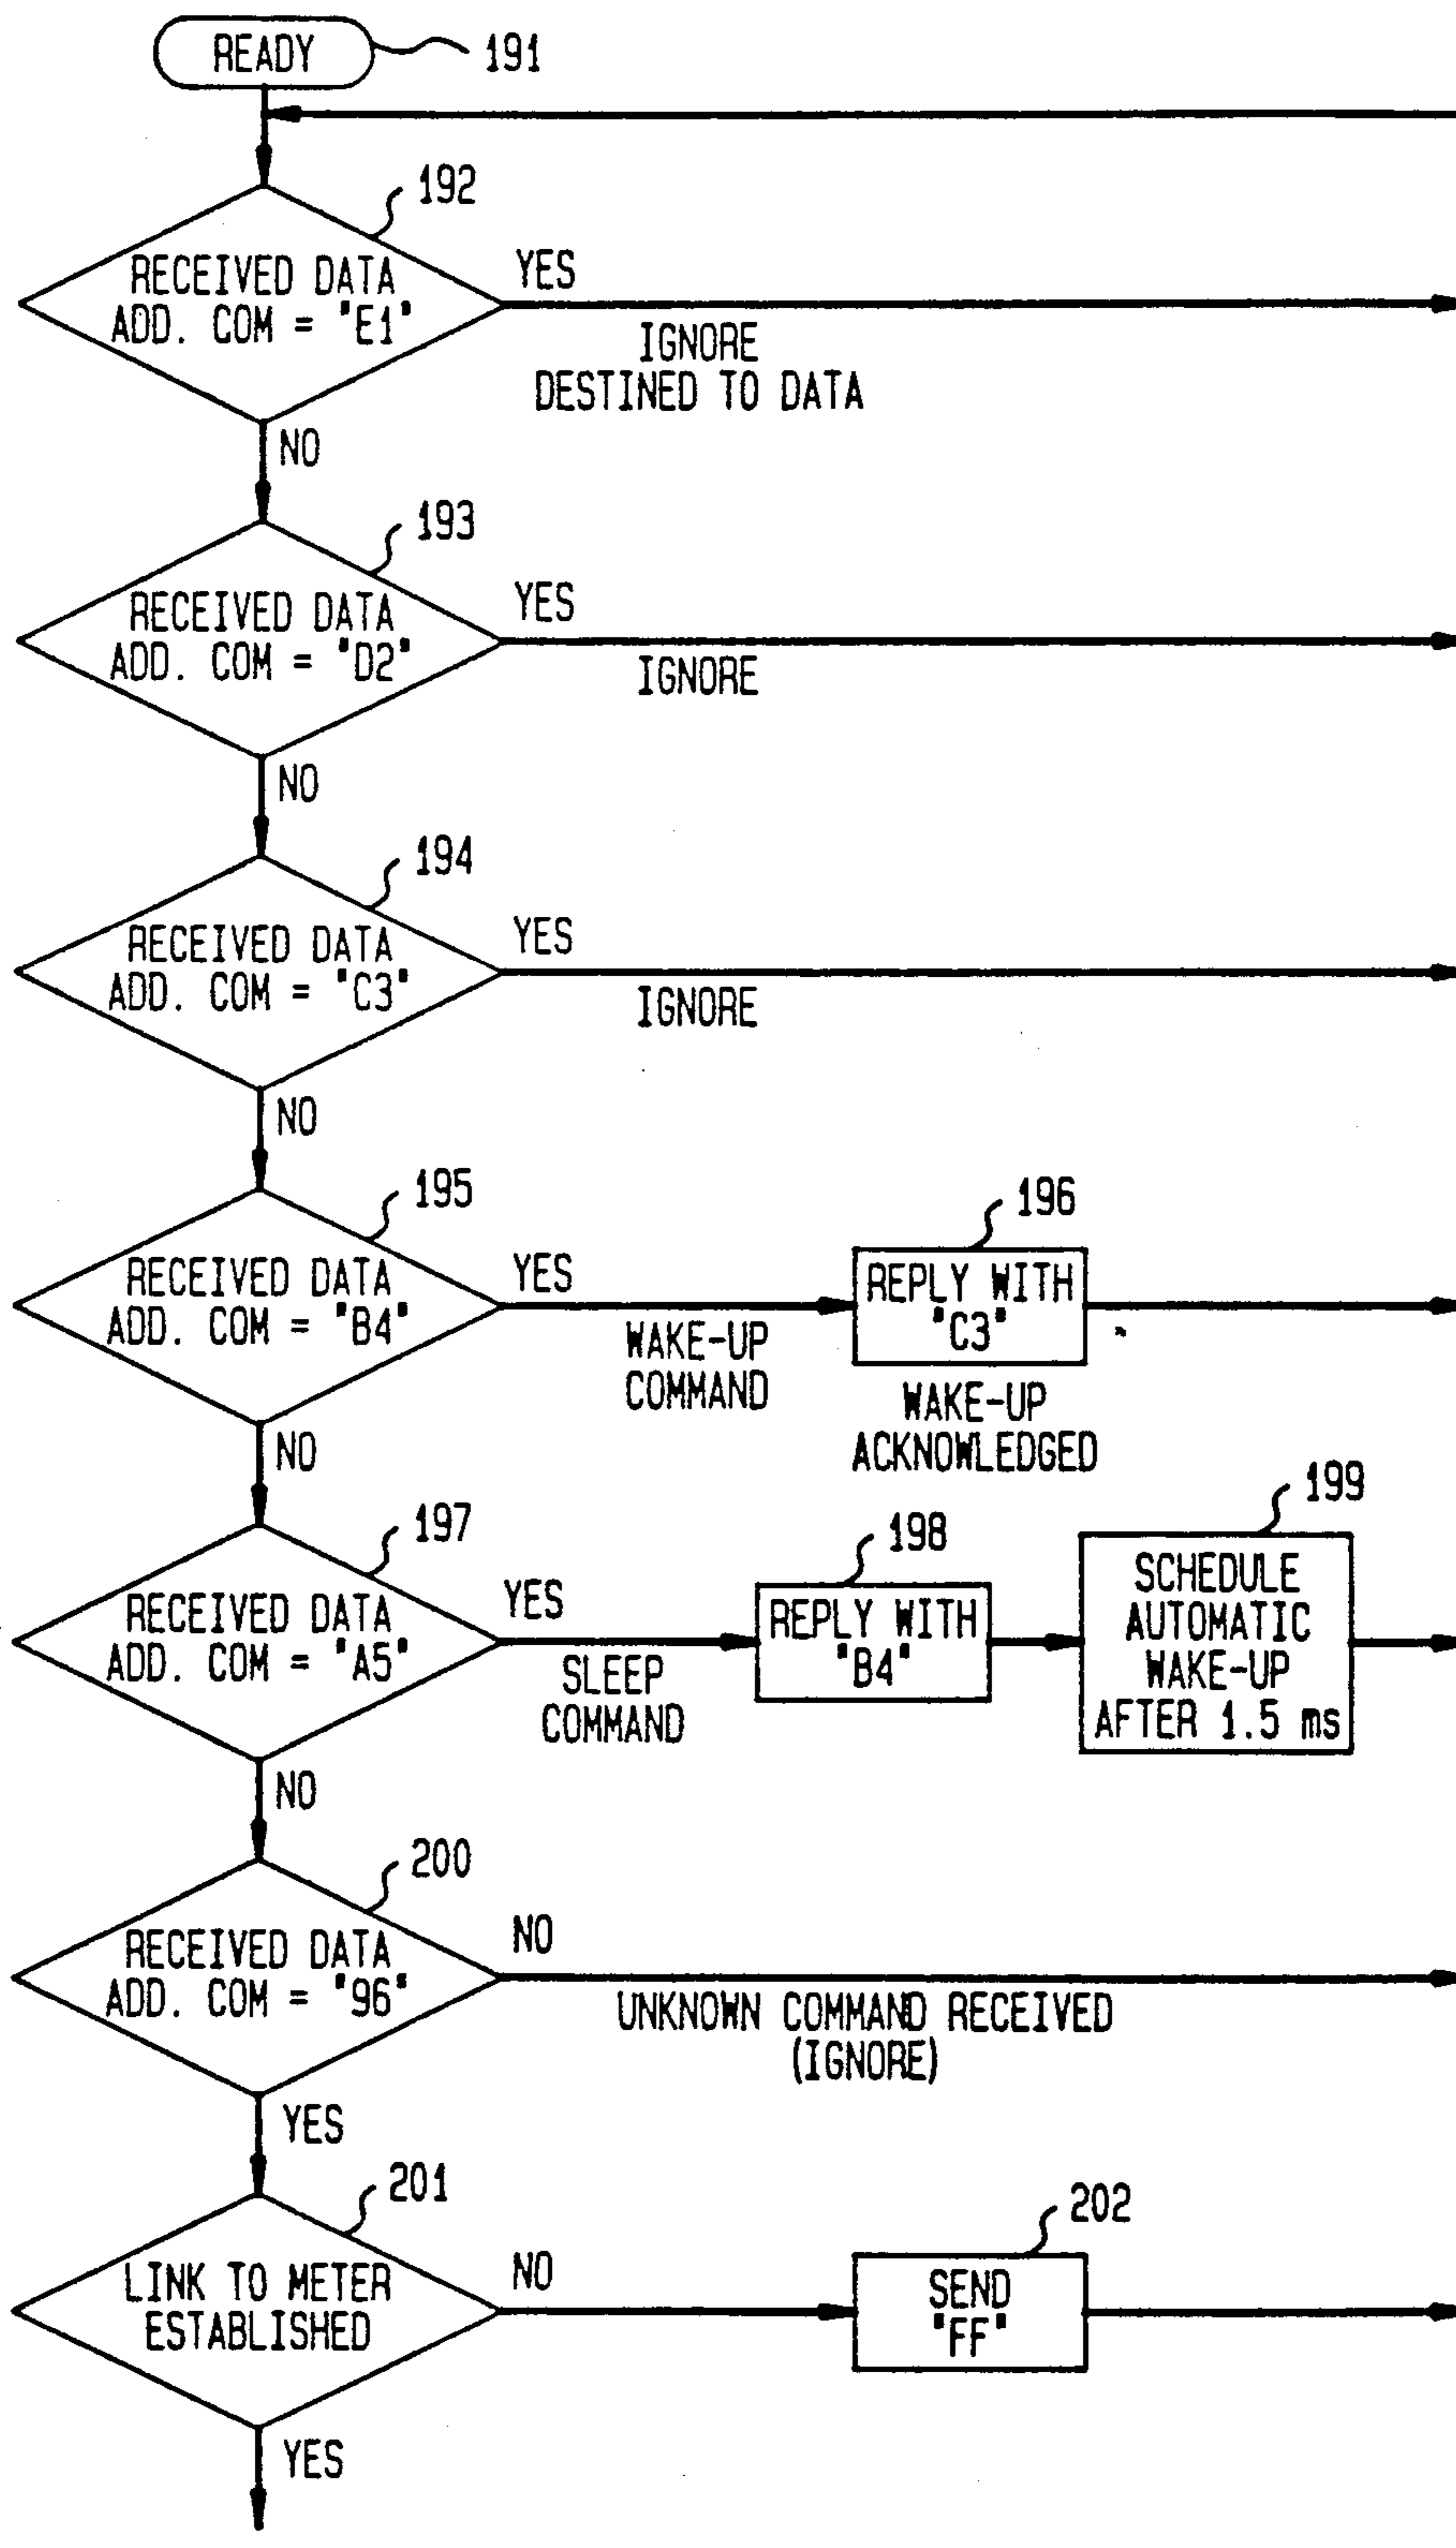 READY
191
192
RECEIVED DATA
ADD. COM = "E1"
YES
IGNORE
DESTINED TO DATA
NO
193
RECEIVED DATA
ADD. COM = "D2"
YES
IGNORE
NO
194
RECEIVED DATA
ADD. COM = "C3"
YES
IGNORE
NO
195
RECEIVED DATA
ADD. COM = "B4"
YES
WAKE-UP
COMMAND
196
REPLY WITH
"C3"
WAKE-UP
ACKNOWLEDGED
NO
197
RECEIVED DATA
ADD. COM = "A5"
YES
SLEEP
COMMAND
198
REPLY WITH
"B4"
199
SCHEDULE
AUTOMATIC
WAKE-UP
AFTER 1.5 ms
NO
200
RECEIVED DATA
ADD. COM = "96"
NO
UNKNOWN COMMAND RECEIVED
(IGNORE)
YES
201
LINK TO METER
ESTABLISHED
NO
202
SEND
"FF"
YES